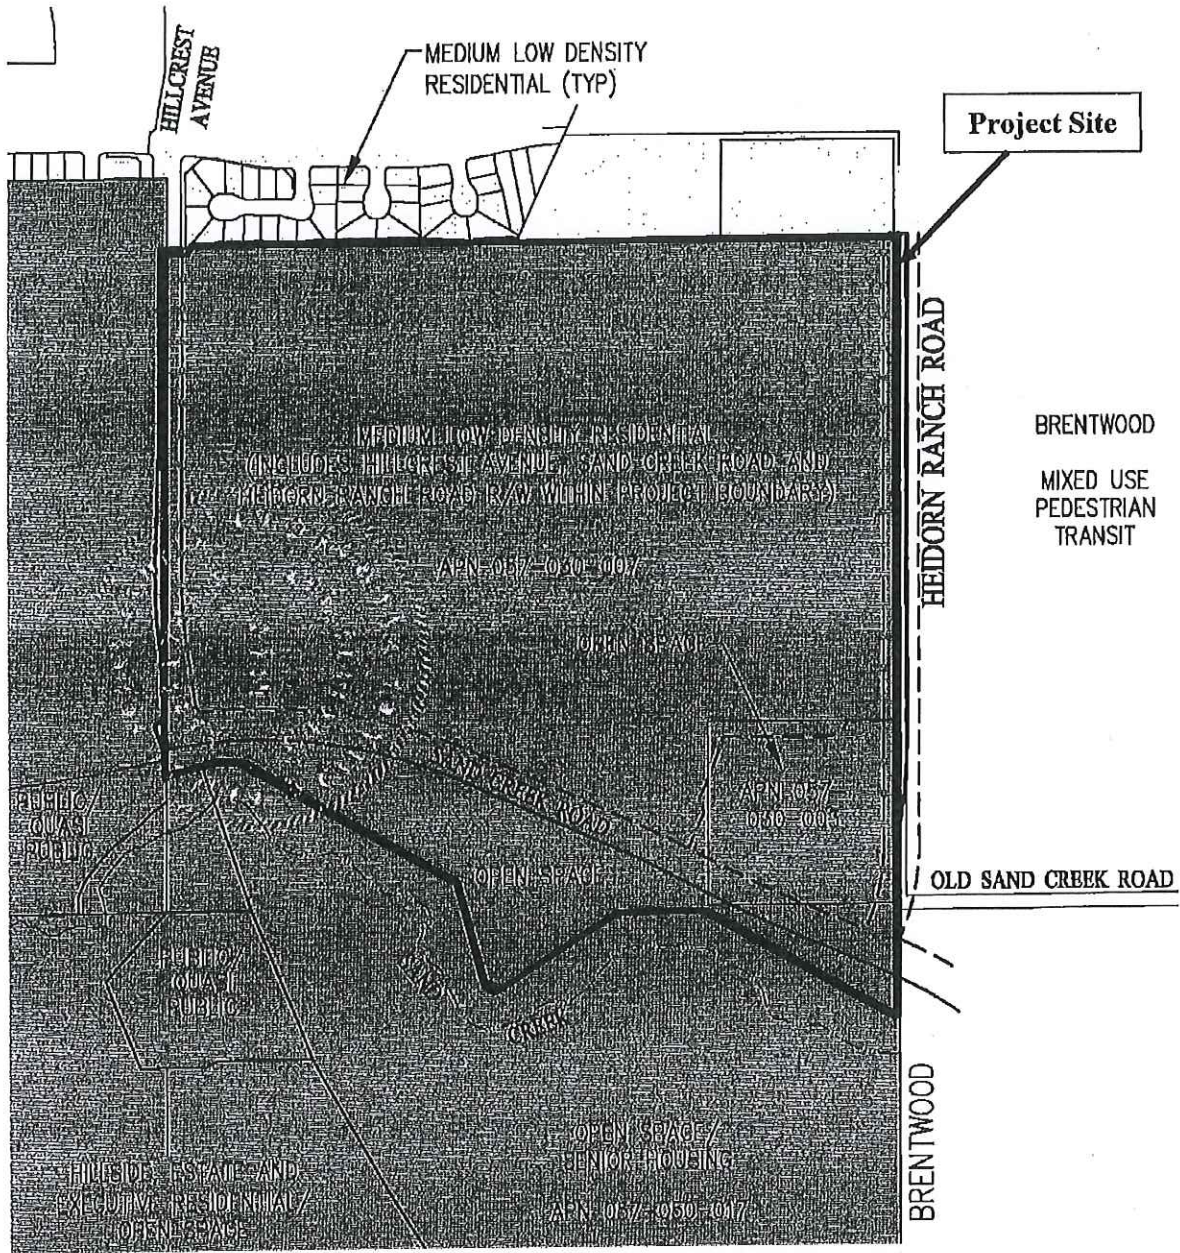 HILLCREST
AVENUE
MEDIUM LOW DENSITY
RESIDENTIAL (TYP)
Project Site
HEIDORN RANCH ROAD
BRENTWOOD
MIXED USE
PEDESTRIAN
TRANSIT
MEDIUM LOW DENSITY RESIDENTIAL
(INCLUDES HILLCREST AVENUE, SAND CREEK ROAD AND
HEIDORN RANCH ROAD R/W WITHIN PROJECT BOUNDARY)
APN 057-030-007
OPEN SPACE
SAND CREEK ROAD
APN 057
030
PUBLIC/
QUASI
PUBLIC
OPEN SPACE
OLD SAND CREEK ROAD
PUBLIC
QUASI
PUBLIC
SAND
CREEK
BRENTWOOD
OPEN SPACE/
SENIOR HOUSING
APN 057-050-017
HILLSIDE ESTATE AND
EXECUTIVE RESIDENTIAL/
OPEN SPACE